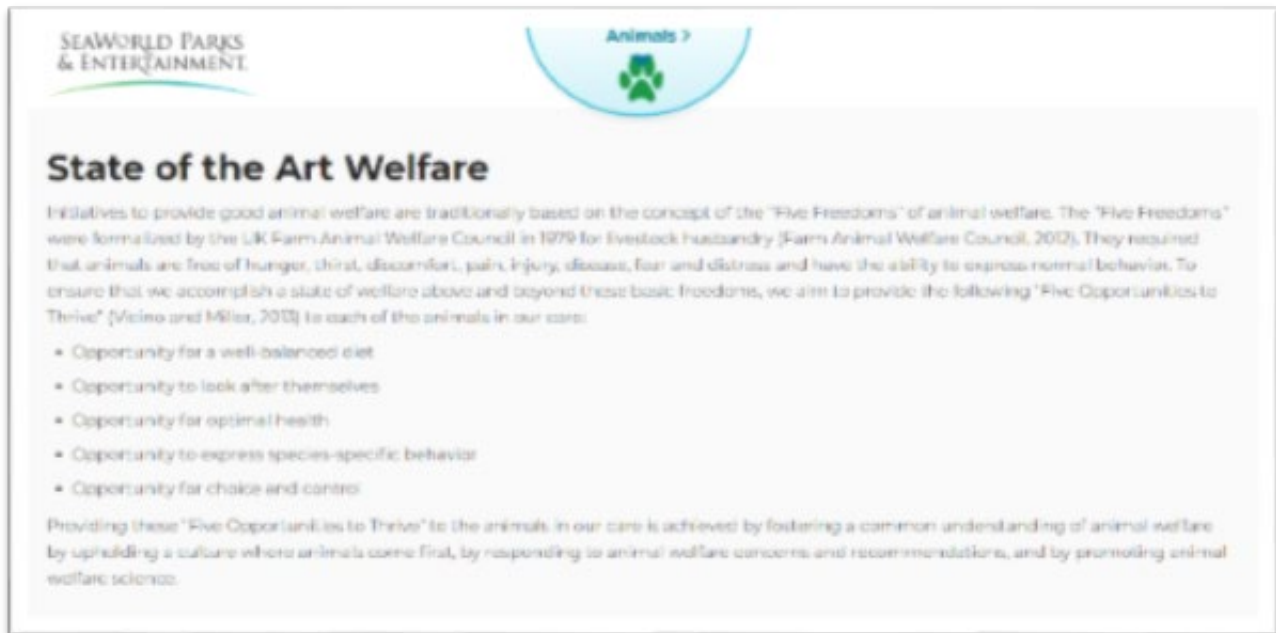 SEAWORLD PARKS
& ENTERTAINMENT
Animals >
State of the Art Welfare
Initiatives to provide good animal welfare are traditionally based on the concept of the "Five Freedoms" of animal welfare. The "Five Freedoms"
were formalized by the UK Farm Animal Welfare Council in 1979 for livestock husbandry (Farm Animal Welfare Council, 2012). They required
that animals are free of hunger, thirst, discomfort, pain, injury, disease, fear and distress and have the ability to express normal behavior. To
ensure that we accomplish a state of welfare above and beyond these basic freedoms, we aim to provide the following "Five Opportunities to
Thrive" (Vicino and Miller, 2013) to each of the animals in our care:
• Opportunity for a well-balanced diet
• Opportunity to look after themselves
• Opportunity for optimal health
• Opportunity to express species-specific behavior
• Opportunity for choice and control
Providing these "Five Opportunities to Thrive" to the animals in our care is achieved by fostering a common understanding of animal welfare
by upholding a culture where animals come first, by responding to animal welfare concerns and recommendations, and by promoting animal
welfare science.